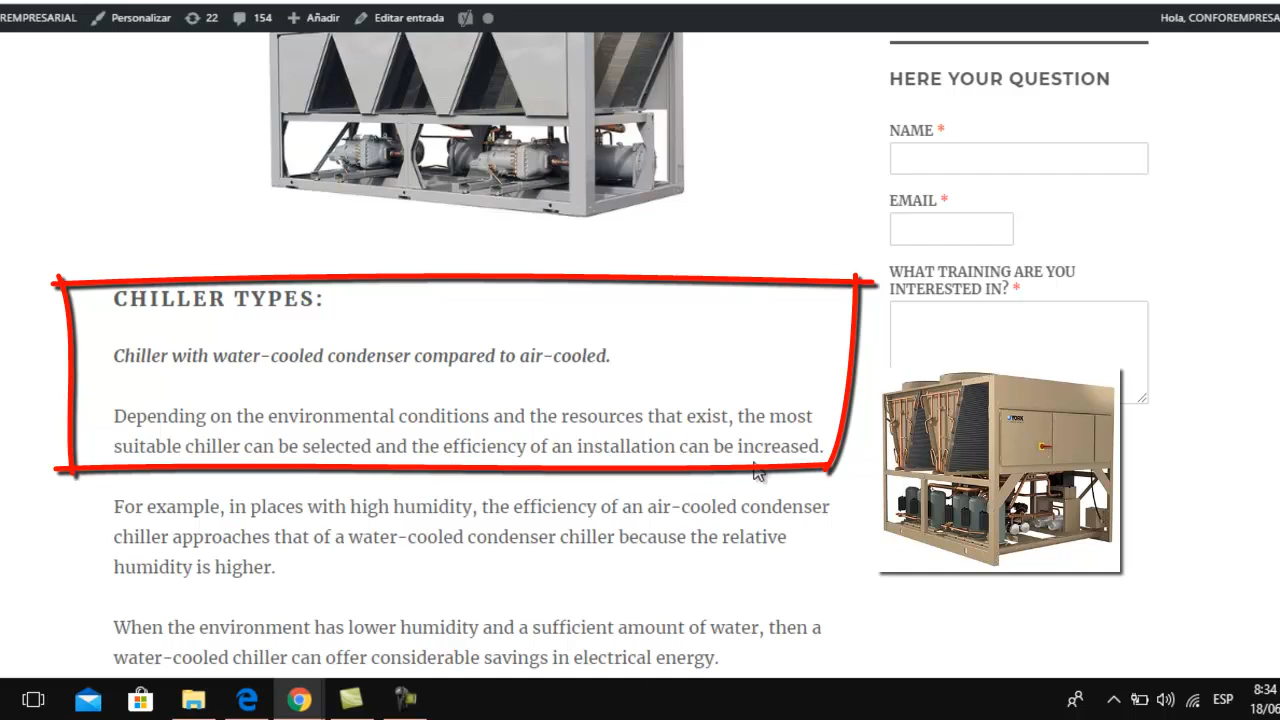 REMPRESARIAL Personalizar 22 154 Añadir Editar entrada Hola, CONFOREMPRESA
HERE YOUR QUESTION
NAME *
EMAIL *
WHAT TRAINING ARE YOU
INTERESTED IN? *
CHILLER TYPES:
Chiller with water-cooled condenser compared to air-cooled.
Depending on the environmental conditions and the resources that exist, the most
suitable chiller can be selected and the efficiency of an installation can be increased.
For example, in places with high humidity, the efficiency of an air-cooled condenser
chiller approaches that of a water-cooled condenser chiller because the relative
humidity is higher.
When the environment has lower humidity and a sufficient amount of water, then a
water-cooled chiller can offer considerable savings in electrical energy.
YORK
ESP
8:34
18/06